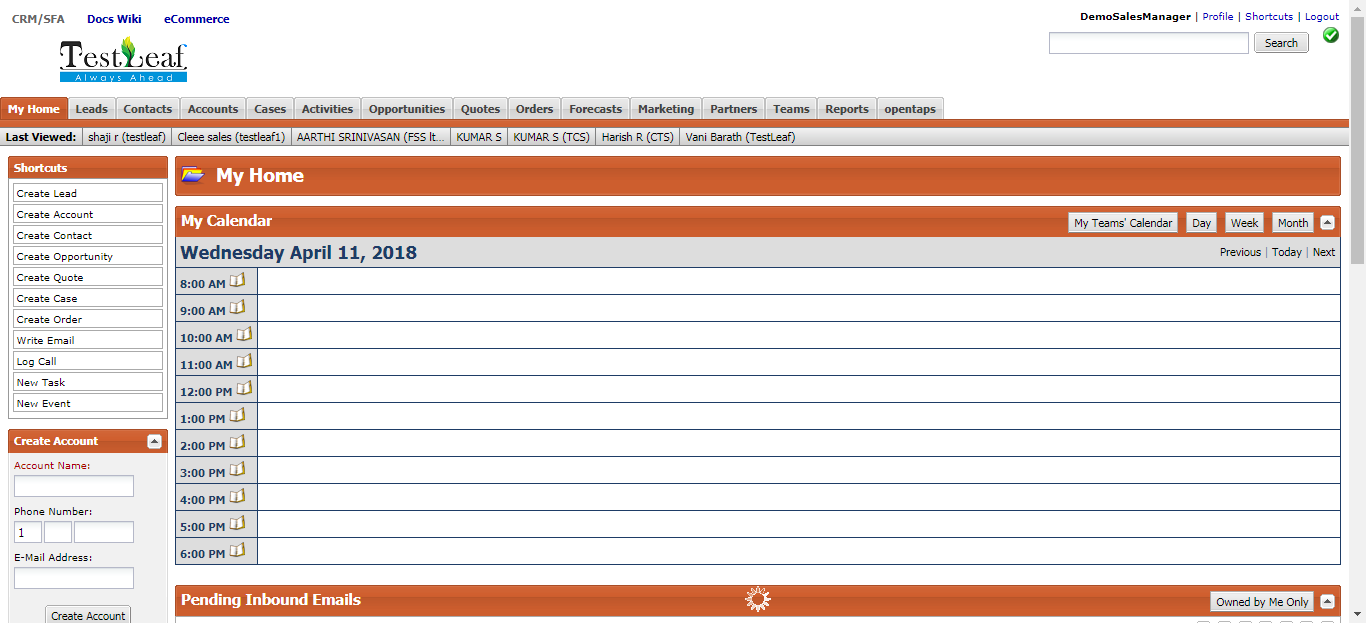 CRM/SFA Docs Wiki eCommerce
DemoSalesManager | Profile | Shortcuts | Logout
Search
TestLeaf
Always Ahead
My Home Leads Contacts Accounts Cases Activities Opportunities Quotes Orders Forecasts Marketing Partners Teams Reports opentaps
Last Viewed: shaji r (testleaf) Cleee sales (testleaf1) AARTHI SRINIVASAN (FSS lt... KUMAR S KUMAR S (TCS) Harish R (CTS) Vani Barath (TestLeaf)
Shortcuts
Create Lead
Create Account
Create Contact
Create Opportunity
Create Quote
Create Case
Create Order
Write Email
Log Call
New Task
New Event
Create Account
Account Name:
Phone Number:
1
E-Mail Address:
Create Account
My Home
My Calendar
My Teams' Calendar Day Week Month
Wednesday April 11, 2018
Previous | Today | Next
8:00 AM
9:00 AM
10:00 AM
11:00 AM
12:00 PM
1:00 PM
2:00 PM
3:00 PM
4:00 PM
5:00 PM
6:00 PM
Pending Inbound Emails
Owned by Me Only